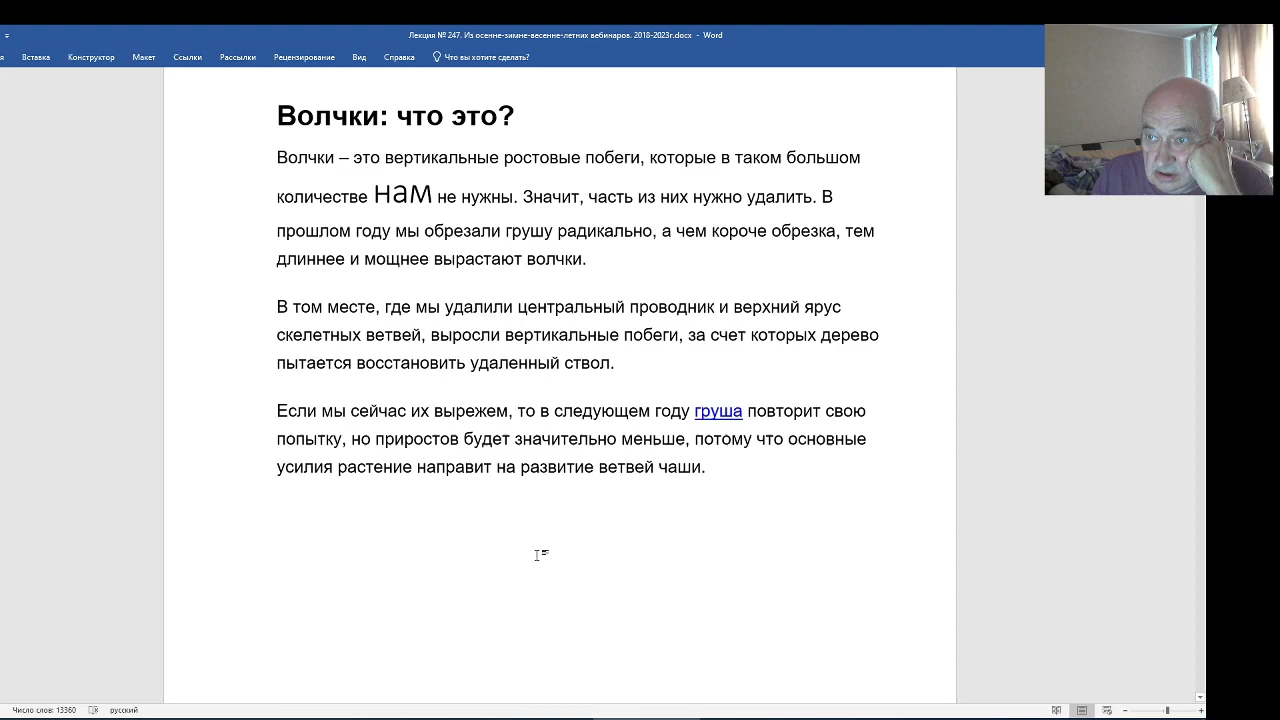 Лекция № 247. Из осенне-зимне-весенне-летних вебинаров. 2018-2023г.docx - Word
я Вставка Конструктор Макет Ссылки Рассылки Рецензирование Вид Справка Что вы хотите сделать?
Волчки: что это?
Волчки – это вертикальные ростовые побеги, которые в таком большом
количестве нам не нужны. Значит, часть из них нужно удалить. В
прошлом году мы обрезали грушу радикально, а чем короче обрезка, тем
длиннее и мощнее вырастают волчки.
В том месте, где мы удалили центральный проводник и верхний ярус
скелетных ветвей, выросли вертикальные побеги, за счет которых дерево
пытается восстановить удаленный ствол.
Если мы сейчас их вырежем, то в следующем году груша повторит свою
попытку, но приростов будет значительно меньше, потому что основные
усилия растение направит на развитие ветвей чаши.
Число слов: 13360 русский